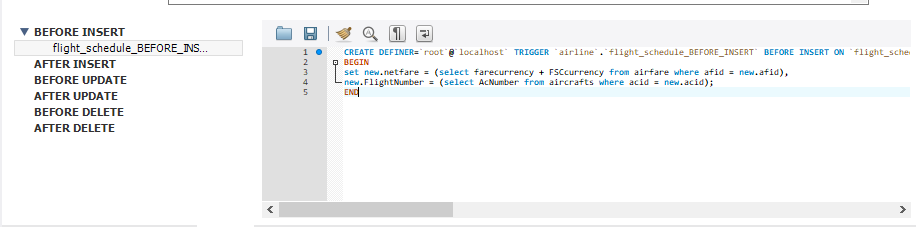 BEFORE INSERT
flight_schedule_BEFORE_INS...
AFTER INSERT
BEFORE UPDATE
AFTER UPDATE
BEFORE DELETE
AFTER DELETE
1 CREATE DEFINER=`root`@`localhost` TRIGGER `airline`.`flight_schedule_BEFORE_INSERT` BEFORE INSERT ON `flight_sche
2 BEGIN
3 set new.netfare = (select farecurrency + FSCcurrency from airfare where afid = new.afid),
4 new.FlightNumber = (select AcNumber from aircrafts where acid = new.acid);
5 END